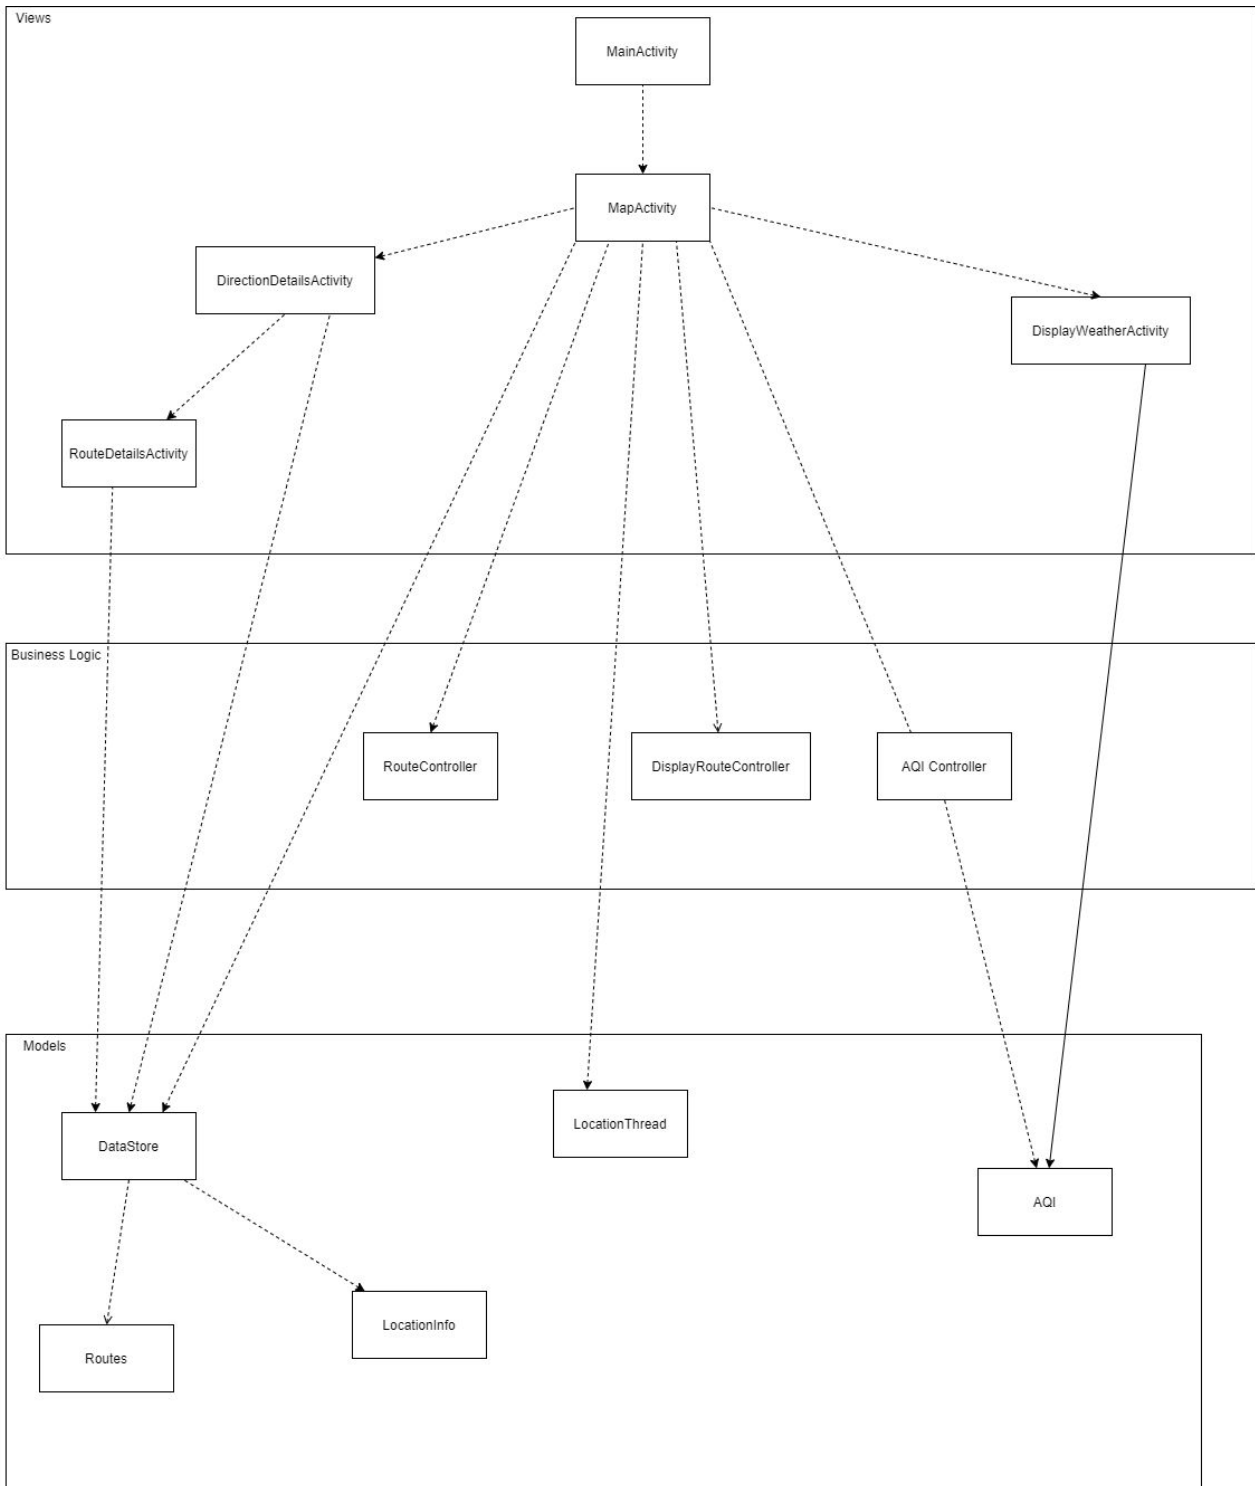 Views
MainActivity
MapActivity
DirectionDetailsActivity
DisplayWeatherActivity
RouteDetailsActivity
Business Logic
RouteController
DisplayRouteController
AQI Controller
Models
LocationThread
DataStore
AQI
LocationInfo
Routes